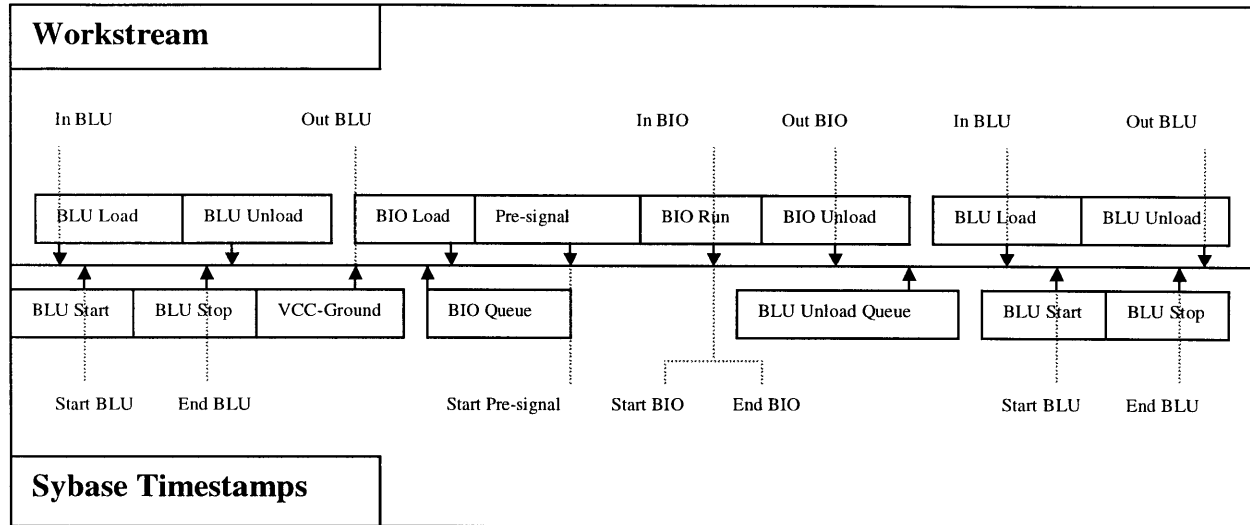 Workstream
In BLU Out BLU In BIO Out BIO In BLU Out BLU
BLU Load BLU Unload BIO Load Pre-signal BIO Run BIO Unload BLU Load BLU Unload
BLU Start BLU Stop VCC-Ground BIO Queue BLU Unload Queue BLU Start BLU Stop
Start BLU End BLU Start Pre-signal Start BIO End BIO Start BLU End BLU
Sybase Timestamps